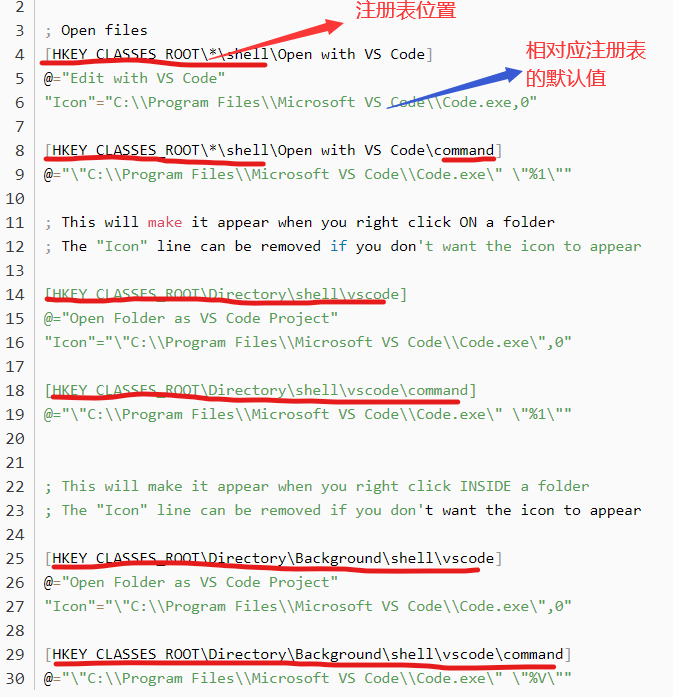 2
3 ; Open files
4 [HKEY_CLASSES_ROOT\*\shell\Open with VS Code]
5 @="Edit with VS Code"
6 "Icon"="C:\\Program Files\\Microsoft VS Code\\Code.exe,0"
7
8 [HKEY_CLASSES_ROOT\*\shell\Open with VS Code\command]
9 @="\"C:\\Program Files\\Microsoft VS Code\\Code.exe\" \"%1\""
10
11 ; This will make it appear when you right click ON a folder
12 ; The "Icon" line can be removed if you don't want the icon to appear
13
14 [HKEY_CLASSES_ROOT\Directory\shell\vscode]
15 @="Open Folder as VS Code Project"
16 "Icon"="\"C:\\Program Files\\Microsoft VS Code\\Code.exe\",0"
17
18 [HKEY_CLASSES_ROOT\Directory\shell\vscode\command]
19 @="\"C:\\Program Files\\Microsoft VS Code\\Code.exe\" \"%1\""
20
21
22 ; This will make it appear when you right click INSIDE a folder
23 ; The "Icon" line can be removed if you don't want the icon to appear
24
25 [HKEY_CLASSES_ROOT\Directory\Background\shell\vscode]
26 @="Open Folder as VS Code Project"
27 "Icon"="\"C:\\Program Files\\Microsoft VS Code\\Code.exe\",0"
28
29 [HKEY_CLASSES_ROOT\Directory\Background\shell\vscode\command]
30 @="\"C:\\Program Files\\Microsoft VS Code\\Code.exe\" \"%V\""
注册表位置
相对应注册表
的默认值